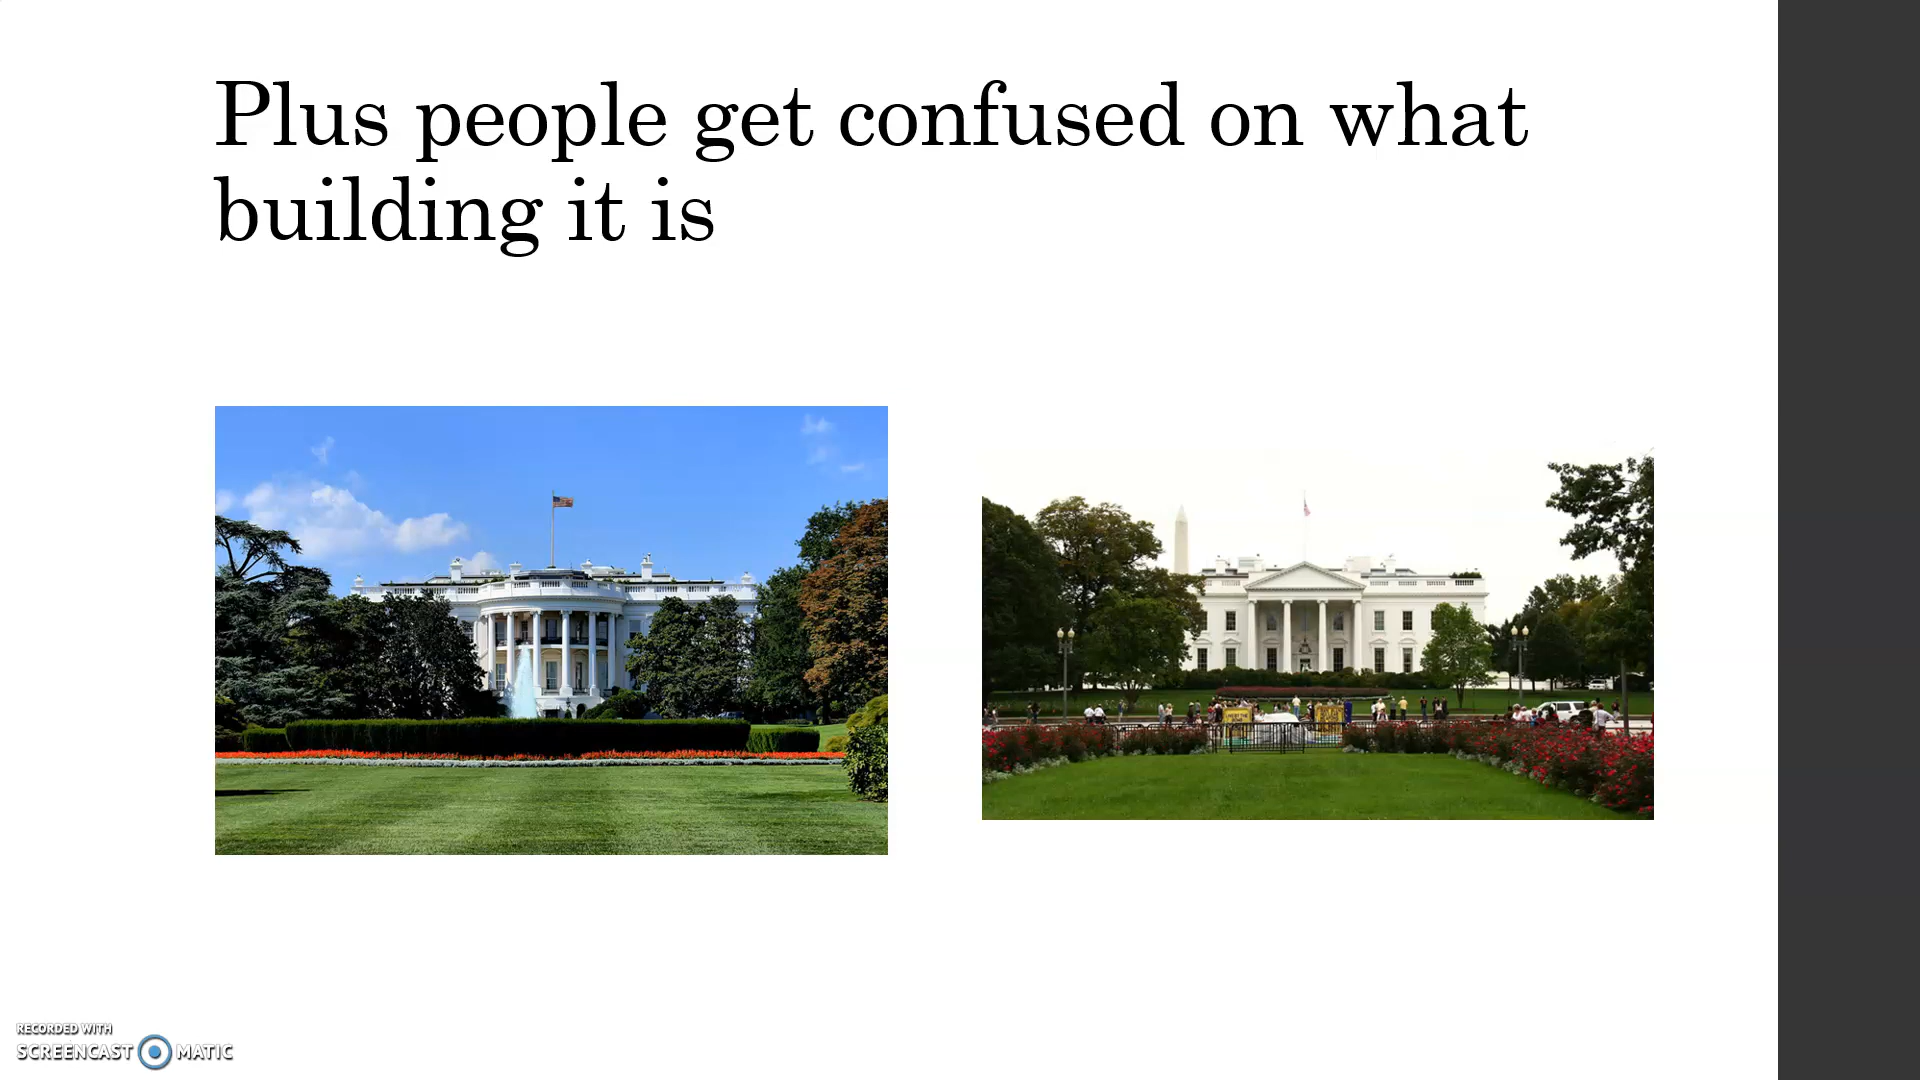 Plus people get confused on what
building it is
RECORDED WITH
SCREENCAST MATIC